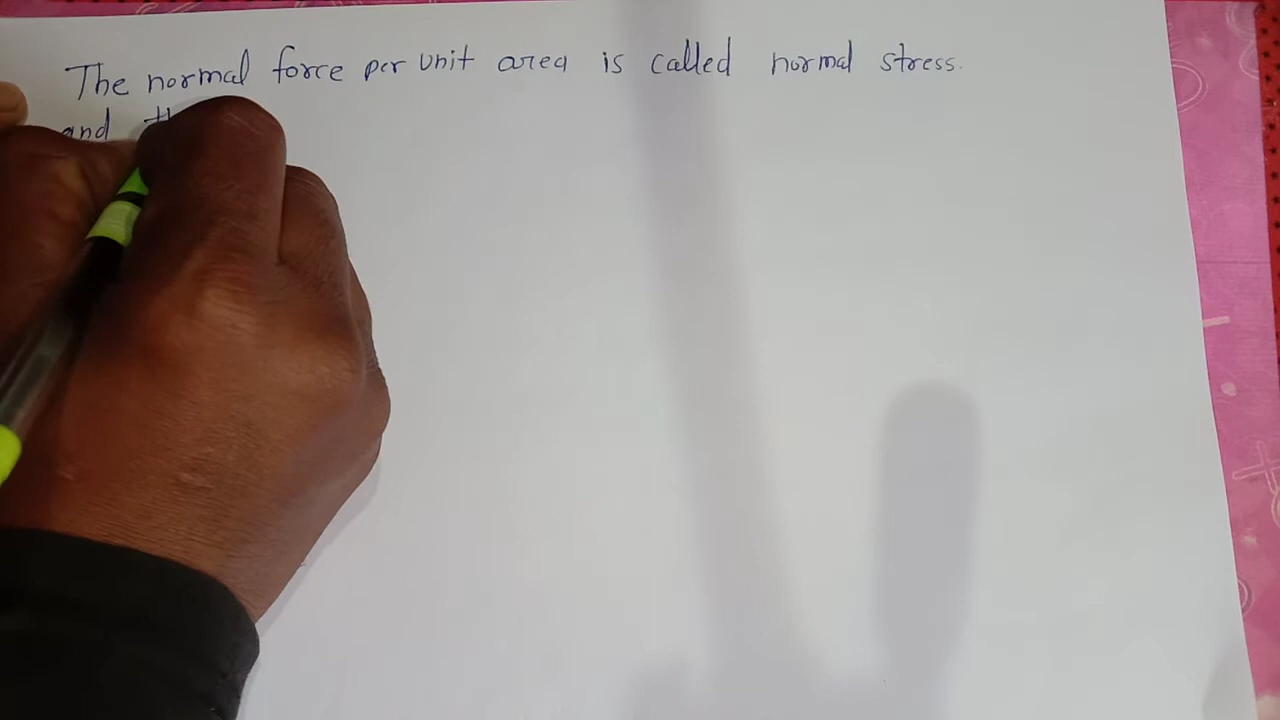 The normal force per unit area is called normal stress.
and